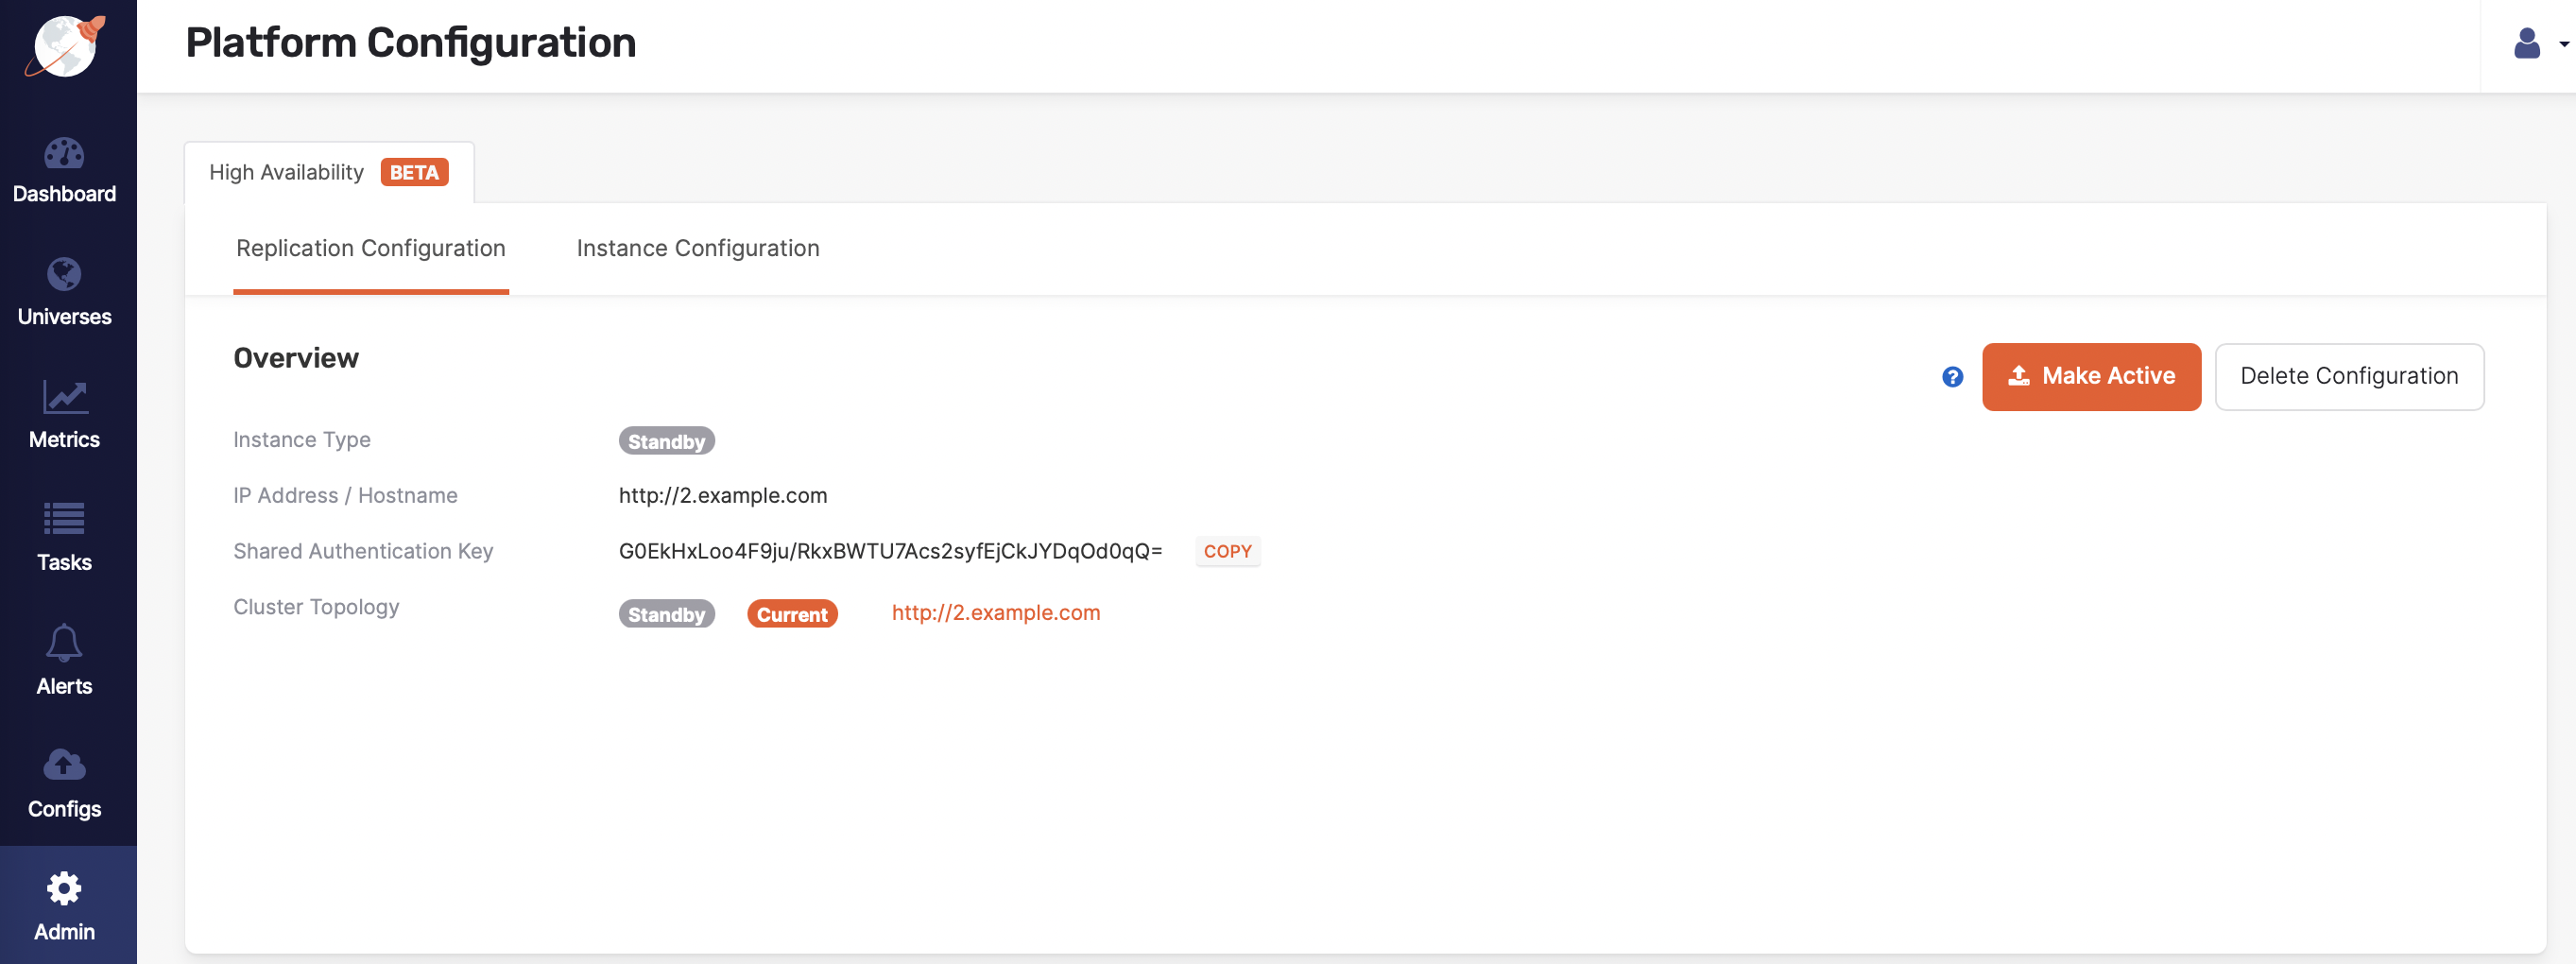 Platform Configuration
Dashboard
Universes
Metrics
Tasks
Alerts
Configs
Admin
High Availability BETA
Replication Configuration Instance Configuration
Overview
? Make Active Delete Configuration
Instance Type Standby
IP Address / Hostname http://2.example.com
Shared Authentication Key G0EkHxLoo4F9ju/RkxBWTU7Acs2syfEjCkJYDqOd0qQ= COPY
Cluster Topology Standby Current http://2.example.com